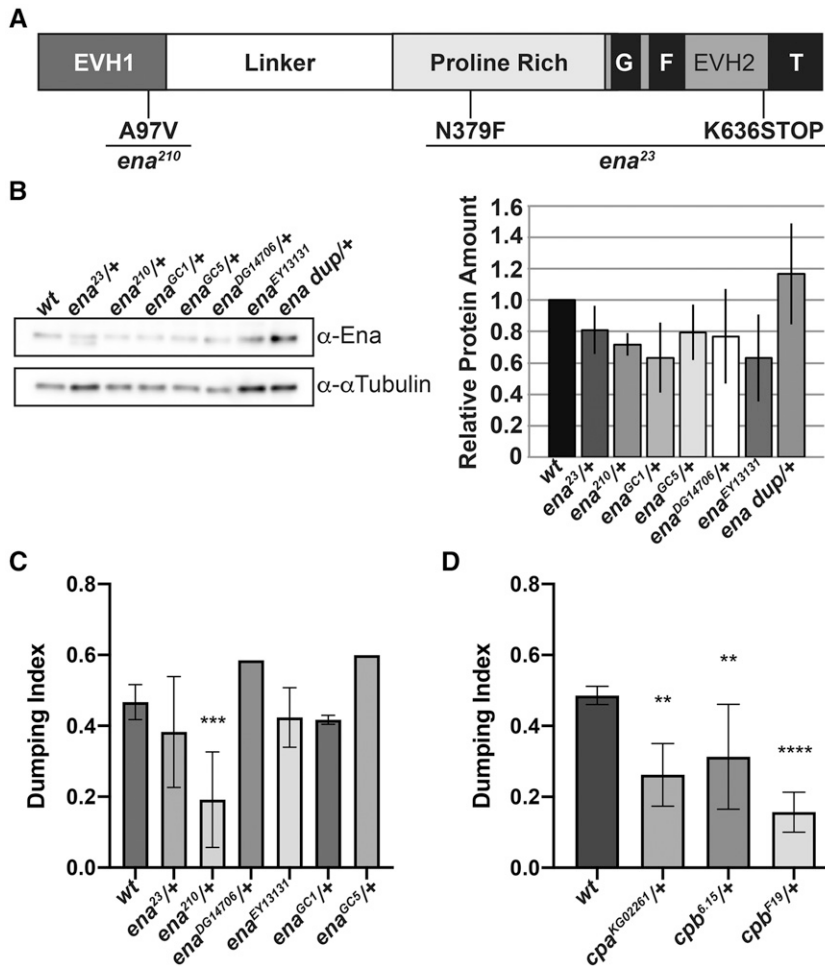 A
EVH1 Linker Proline Rich G F EVH2 T
A97V N379F K636STOP
ena²¹⁰ ena²³
B
wt ena²³/+ ena²¹⁰/+ enaᴳᶜ¹/+ enaᴳᶜ⁵/+ enaᴰᴳ¹⁴⁷⁰⁶/+ enaᴱʸ¹³¹³¹ ena dup/+
α-Ena
α-αTubulin
Relative Protein Amount
1.6
1.4
1.2
1.0
0.8
0.6
0.4
0.2
0
wt ena²³/+ ena²¹⁰/+ enaᴳᶜ¹/+ enaᴳᶜ⁵/+ enaᴰᴳ¹⁴⁷⁰⁶/+ enaᴱʸ¹³¹³¹ ena dup/+
C
Dumping Index
0.8
0.6
0.4
0.2
0.0
***
wt ena²³/+ ena²¹⁰/+ enaᴰᴳ¹⁴⁷⁰⁶/+ enaᴱʸ¹³¹³¹ enaᴳᶜ¹/+ enaᴳᶜ⁵/+
D
Dumping Index
0.8
0.6
0.4
0.2
0.0
** ** ****
wt cpaᴷᴳ⁰²²⁶¹/+ cpb⁶·¹⁵/+ cpbF¹⁹/+